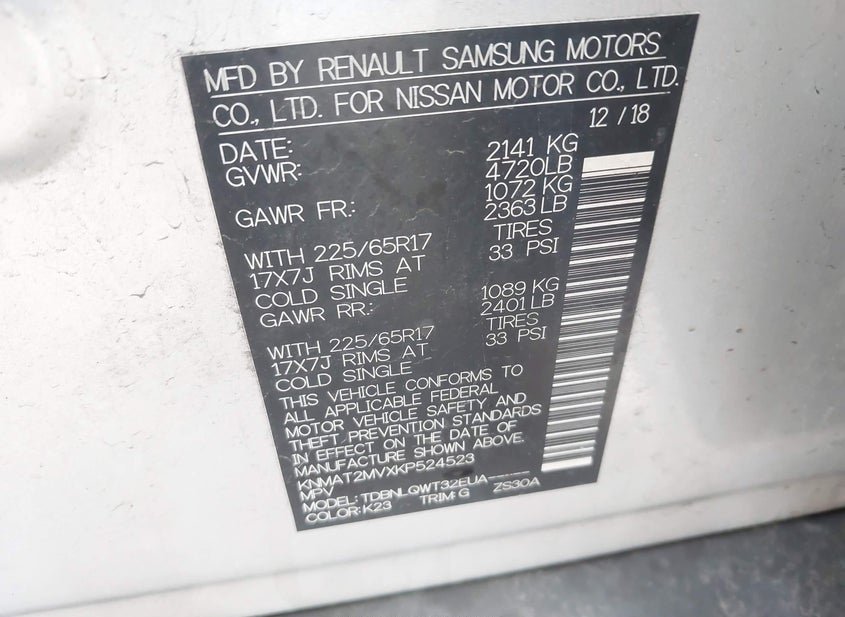 MFD BY RENAULT SAMSUNG MOTORS
CO., LTD. FOR NISSAN MOTOR CO., LTD.
DATE: 12 / 18
GVWR: 2141 KG
4720LB
GAWR FR.: 1072 KG
2363 LB
WITH 225/65R17 TIRES
17X7J RIMS AT 33 PSI
COLD SINGLE
GAWR RR.: 1089 KG
2401 LB
WITH 225/65R17 TIRES
17X7J RIMS AT 33 PSI
COLD SINGLE
THIS VEHICLE CONFORMS TO
ALL APPLICABLE FEDERAL
MOTOR VEHICLE SAFETY AND
THEFT PREVENTION STANDARDS
IN EFFECT ON THE DATE OF
MANUFACTURE SHOWN ABOVE.
KNMAT2MVXKP524523
MPV
MODEL: TDBNLQWT32EUA___ ZS30A
COLOR: K23 TRIM: G